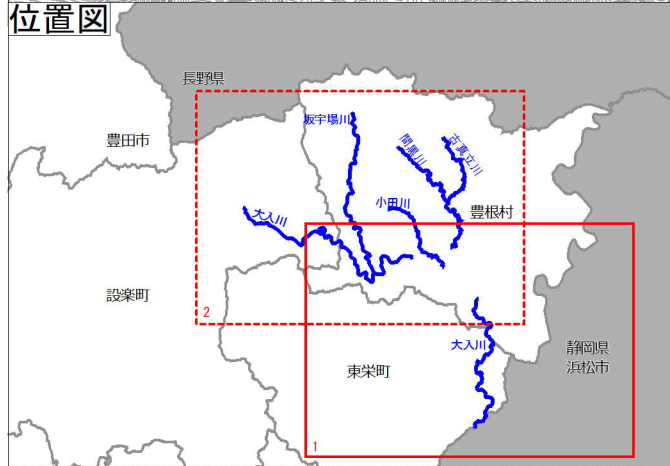 位置図
長野県
豊田市
坂宇場川
間黒川
古真立川
小田川
大入川
豊根村
設楽町
2
大入川
静岡県
浜松市
東栄町
1